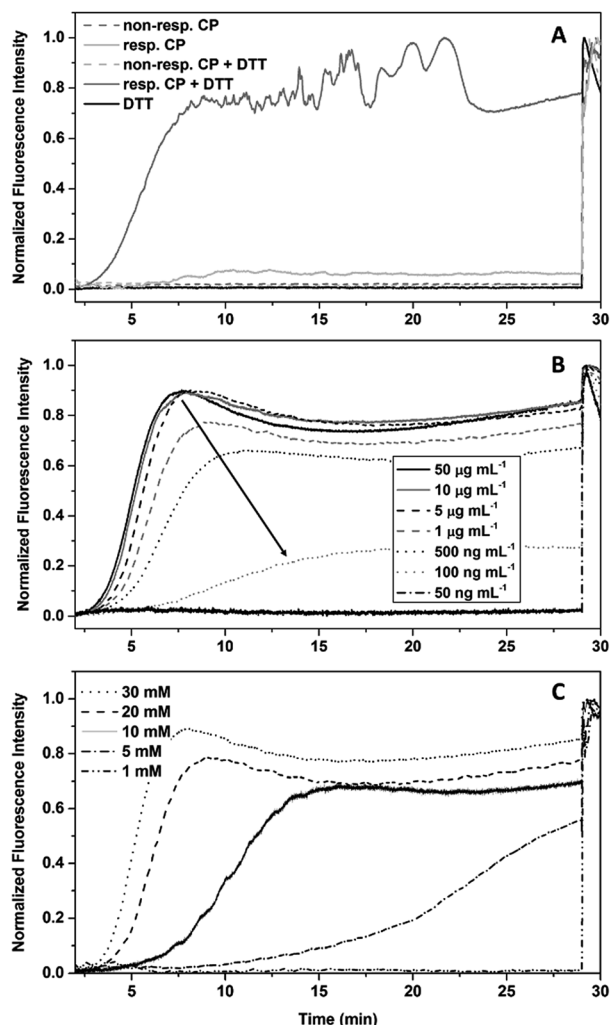 A
non-resp. CP
resp. CP
non-resp. CP + DTT
resp. CP + DTT
DTT
Normalized Fluorescence Intensity
1.0
0.8
0.6
0.4
0.2
0.0
5 10 15 20 25 30
B
50 µg mL-1
10 µg mL-1
5 µg mL-1
1 µg mL-1
500 ng mL-1
100 ng mL-1
50 ng mL-1
Normalized Fluorescence Intensity
1.0
0.8
0.6
0.4
0.2
0.0
5 10 15 20 25 30
C
30 mM
20 mM
10 mM
5 mM
1 mM
Normalized Fluorescence Intensity
1.0
0.8
0.6
0.4
0.2
0.0
5 10 15 20 25 30
Time (min)